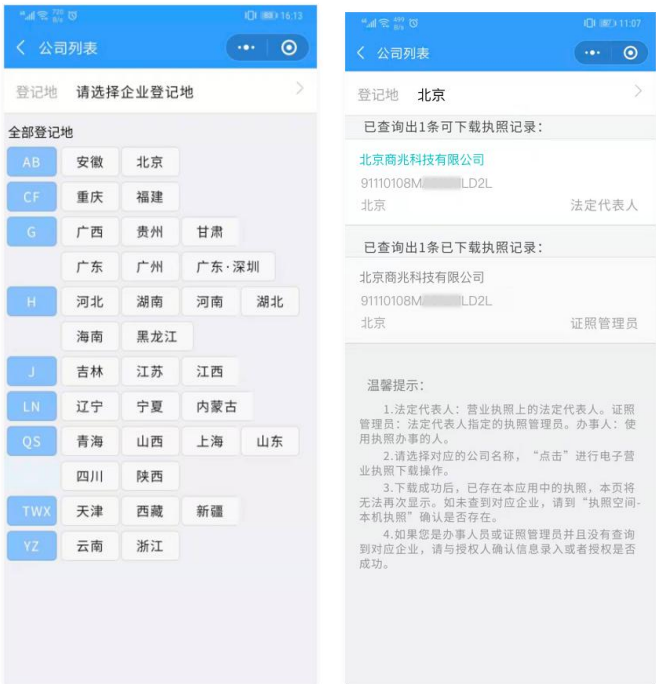 720 B/s
16:13
公司列表
登记地 请选择企业登记地
全部登记地
AB 安徽 北京
CF 重庆 福建
G 广西 贵州 甘肃
广东 广州 广东·深圳
H 河北 湖南 河南 湖北
海南 黑龙江
J 吉林 江苏 江西
LN 辽宁 宁夏 内蒙古
QS 青海 山西 上海 山东
四川 陕西
TWX 天津 西藏 新疆
YZ 云南 浙江
499 B/s
11:07
公司列表
登记地 北京
已查询出1条可下载执照记录：
北京商兆科技有限公司
91110108M LD2L
北京 法定代表人
已查询出1条已下载执照记录：
北京商兆科技有限公司
91110108M LD2L
北京 证照管理员
温馨提示：
1.法定代表人：营业执照上的法定代表人。证照
管理员：法定代表人指定的执照管理员。办事人：使
用执照办事的人。
2.请选择对应的公司名称，“点击”进行电子营
业执照下载操作。
3.下载成功后，已存在本应用中的执照，本页将
无法再次显示。如未查到对应企业，请到“执照空间-
本机执照”确认是否存在。
4.如果您是办事人员或证照管理员并且没有查询
到对应企业，请与授权人确认信息录入或者授权是否
成功。